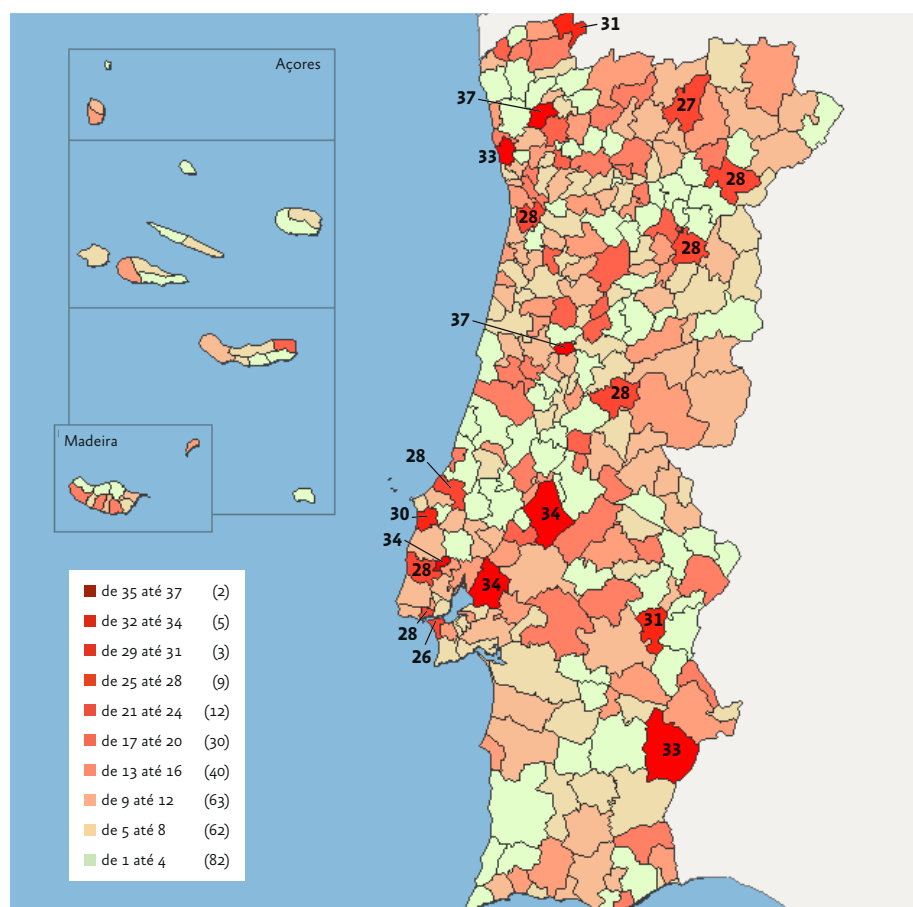 31
Açores
37
27
33
28
28
28
37
28
Madeira
28
34
30
34
28
34
31
28
26
33
de 35 até 37 (2)
de 32 até 34 (5)
de 29 até 31 (3)
de 25 até 28 (9)
de 21 até 24 (12)
de 17 até 20 (30)
de 13 até 16 (40)
de 9 até 12 (63)
de 5 até 8 (62)
de 1 até 4 (82)